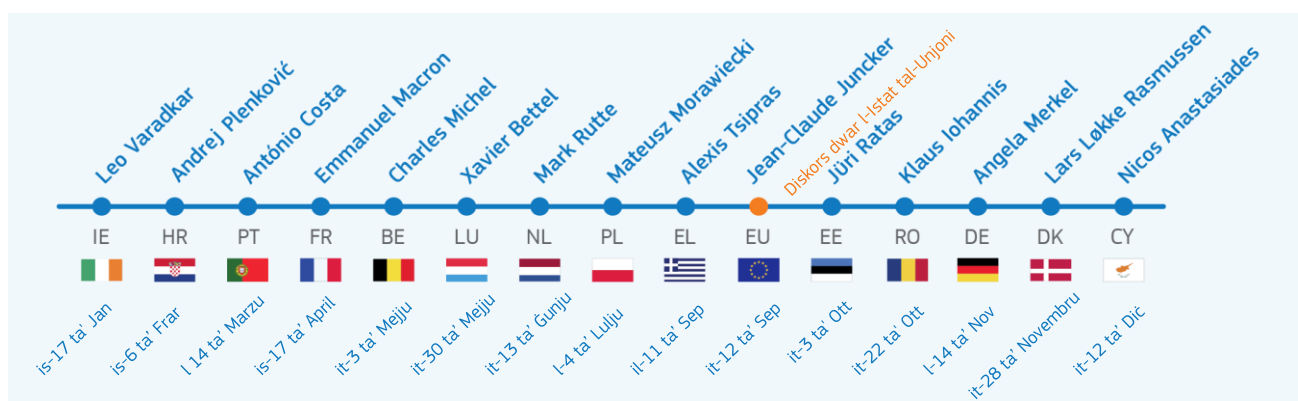 Leo Varadkar
Andrej Plenković
António Costa
Emmanuel Macron
Charles Michel
Xavier Bettel
Mark Rutte
Mateusz Morawiecki
Alexis Tsipras
Jean-Claude Juncker
Diskors dwar l-Istat tal-Unjoni
Jüri Ratas
Klaus Iohannis
Angela Merkel
Lars Løkke Rasmussen
Nicos Anastasiades
IE HR PT FR BE LU NL PL EL EU EE RO DE DK CY
is-17 ta' Jan
is-6 ta' Frar
l 14 ta' Marzu
is-17 ta' April
it-3 ta' Mejju
it-30 ta' Mejju
it-13 ta' Ġunju
l-4 ta' Lulju
il-11 ta' Sep
it-12 ta' Sep
it-3 ta' Ott
it-22 ta' Ott
l-14 ta' Nov
it-28 ta' Novembru
it-12 ta' Diċ